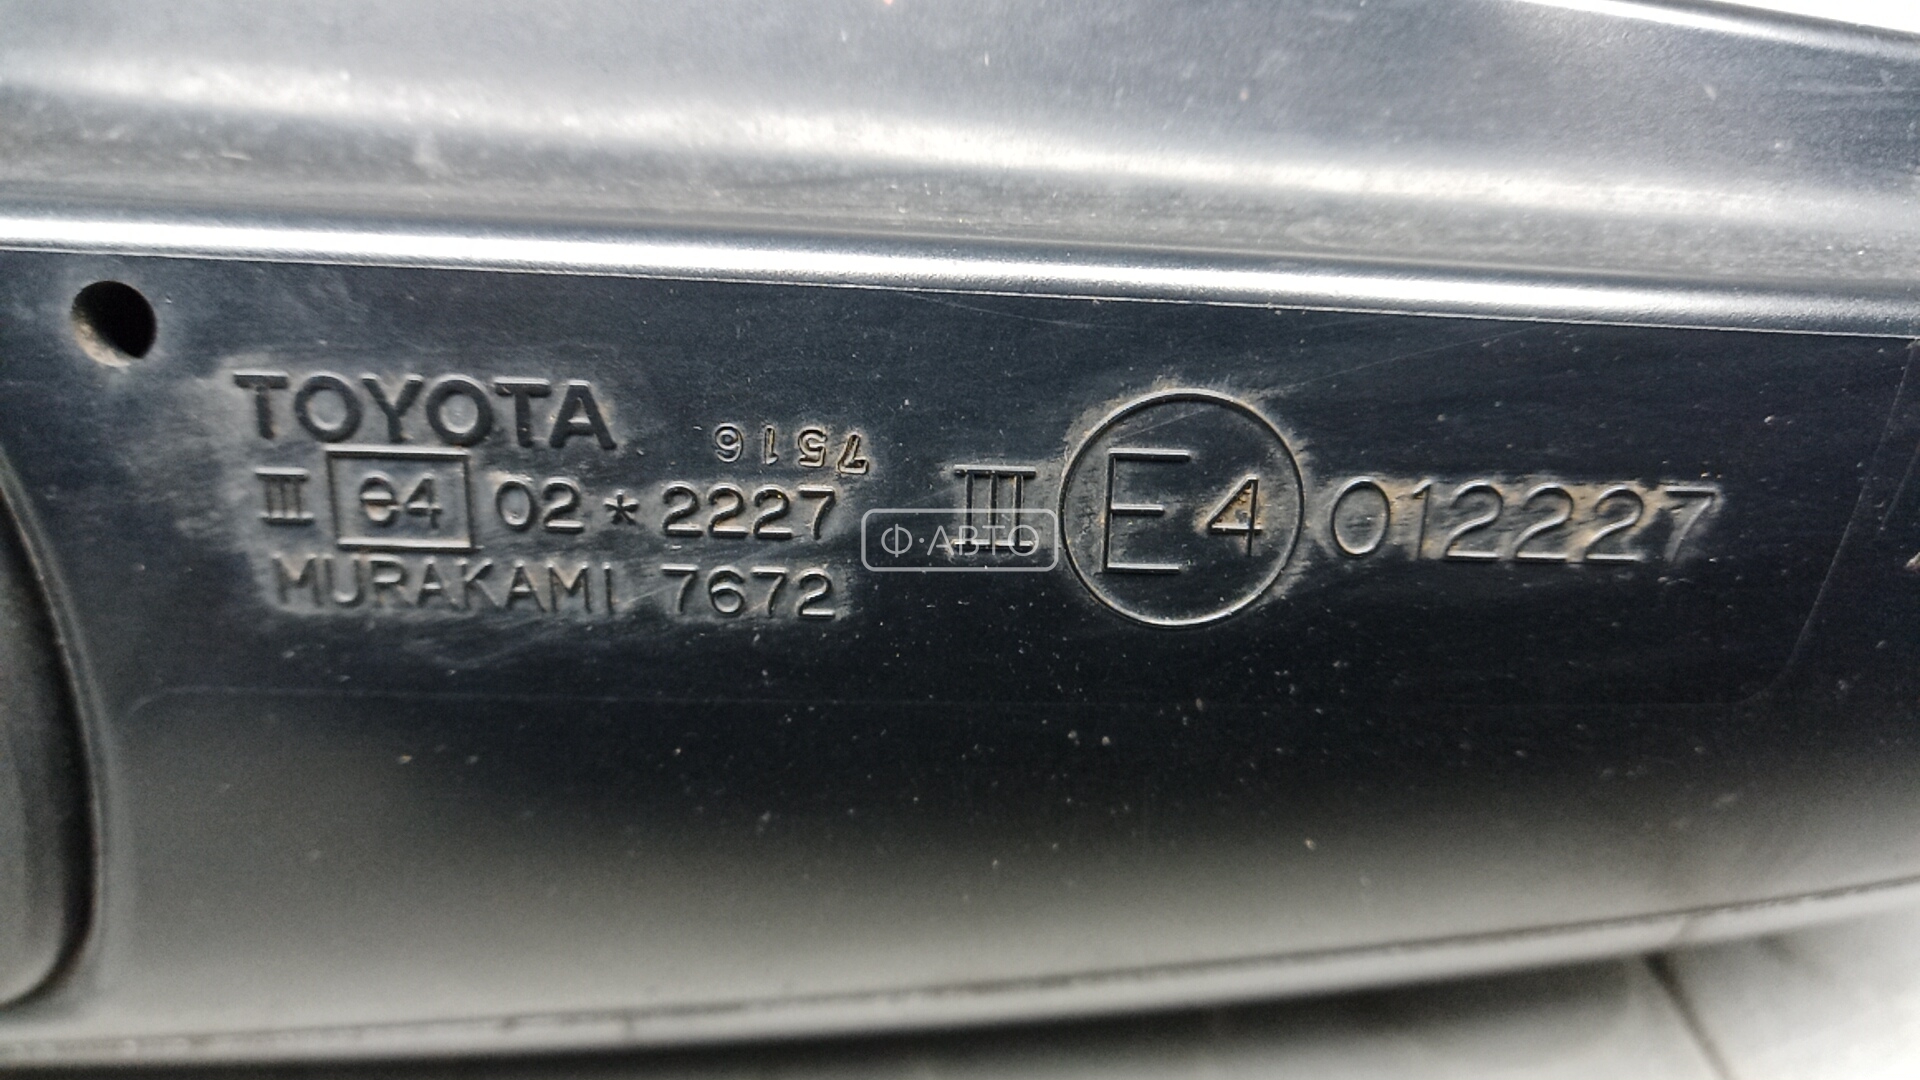 TOYOTA
7516
III e4 02*2227
MURAKAMI 7672
III E4 012227
Ф·АВТО